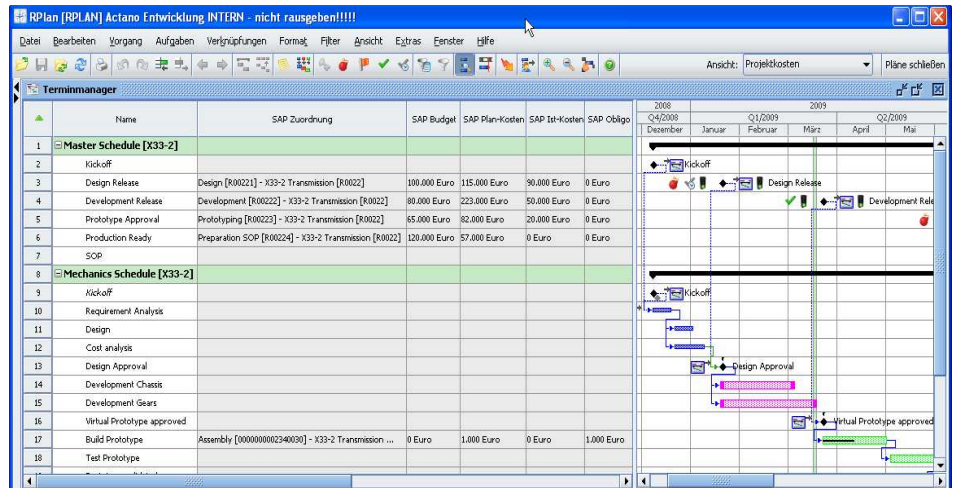 RPlan [RPLAN] Actano Entwicklung INTERN - nicht rausgeben!!!!!
Datei Bearbeiten Vorgang Aufgaben Verknüpfungen Format Filter Ansicht Extras Fenster Hilfe
Ansicht: Projektkosten Pläne schließen
Terminmanager
2008 2009
Q4/2008 Q1/2009 Q2/2009
Name SAP Zuordnung SAP Budget SAP Plan-Kosten SAP Ist-Kosten SAP Obligo
Dezember Januar Februar März April Mai
1 Master Schedule [X33-2]
2 Kickoff Kickoff
3 Design Release Design [R00221] - X33-2 Transmission [R0022] 100.000 Euro 115.000 Euro 90.000 Euro 0 Euro Design Release
4 Development Release Development [R00222] - X33-2 Transmission [R0022] 80.000 Euro 223.000 Euro 50.000 Euro 0 Euro Development Rele
5 Prototype Approval Prototyping [R00223] - X33-2 Transmission [R0022] 65.000 Euro 82.000 Euro 20.000 Euro 0 Euro
6 Production Ready Preparation SOP [R00224] - X33-2 Transmission [R0022] 120.000 Euro 57.000 Euro 0 Euro 0 Euro
7 SOP
8 Mechanics Schedule [X33-2]
9 Kickoff Kickoff
10 Requirement Analysis
11 Design
12 Cost analysis
13 Design Approval Design Approval
14 Development Chassis
15 Development Gears
16 Virtual Prototype approved Virtual Prototype approved
17 Build Prototype Assembly [0000000002340030] - X33-2 Transmission ... 0 Euro 1.000 Euro 0 Euro 1.000 Euro
18 Test Prototype